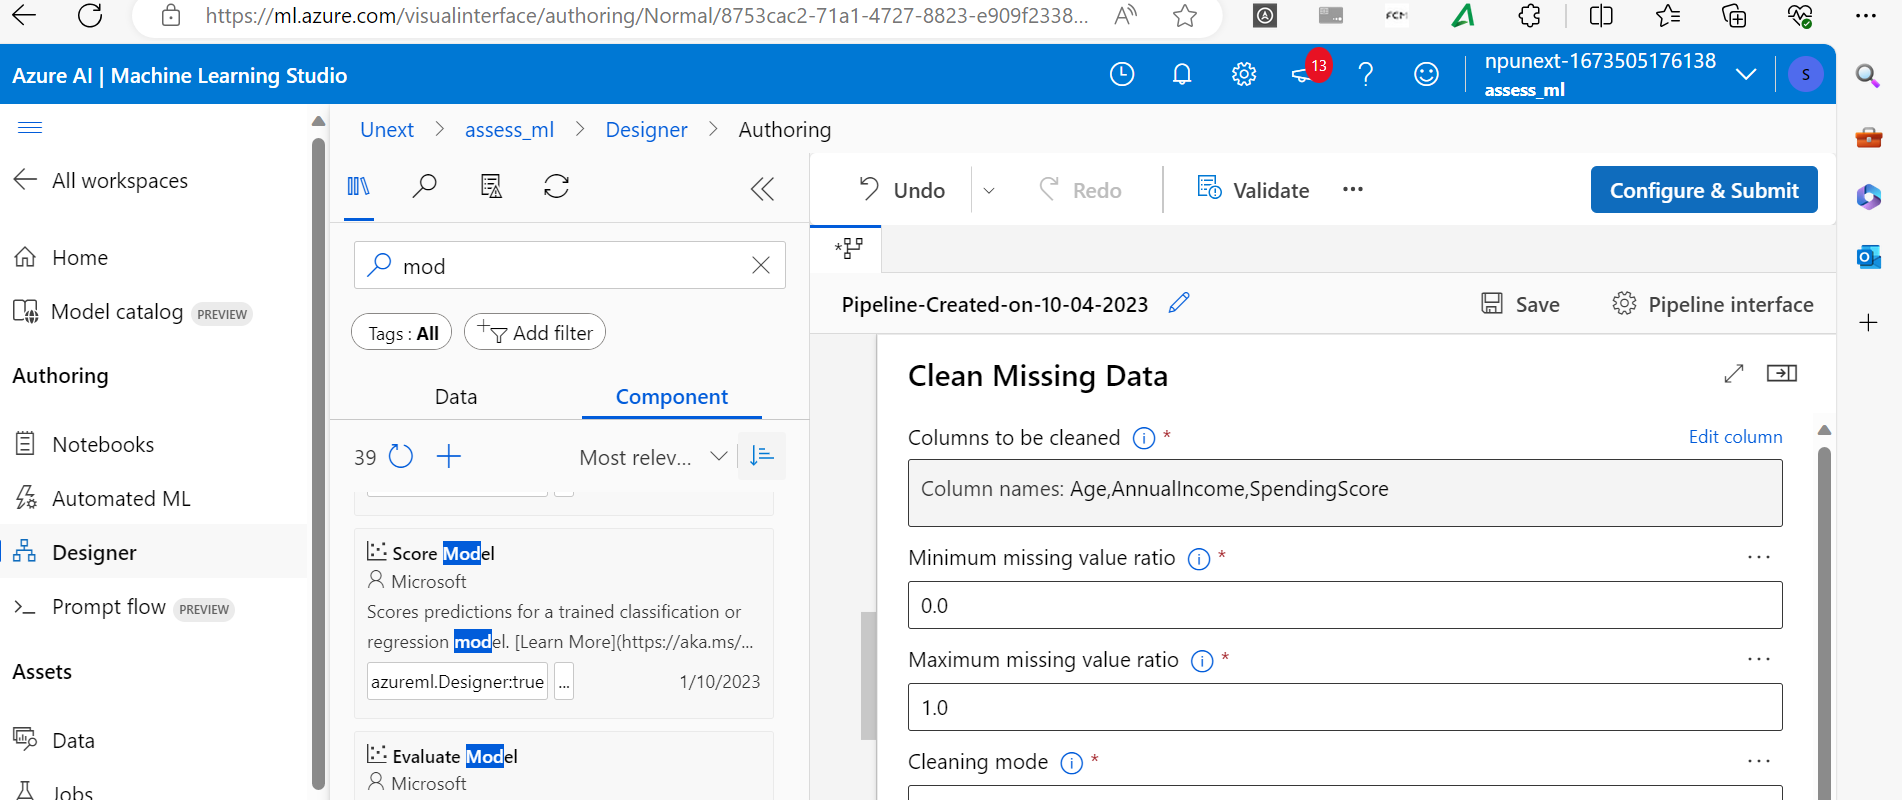 https://ml.azure.com/visualinterface/authoring/Normal/8753cac2-71a1-4727-8823-e909f2338...
FCM
Azure AI | Machine Learning Studio
13
npunext-1673505176138
assess_ml
S
All workspaces
Home
Model catalog PREVIEW
Authoring
Notebooks
Automated ML
Designer
Prompt flow PREVIEW
Assets
Data
Jobs
Unext > assess_ml > Designer > Authoring
mod
Tags : All
Add filter
Data
Component
39
Most relev...
Score Model
Microsoft
Scores predictions for a trained classification or
regression model. [Learn More](https://aka.ms/...
azureml.Designer:true
...
1/10/2023
Evaluate Model
Microsoft
Undo
Redo
Validate
Configure & Submit
Pipeline-Created-on-10-04-2023
Save
Pipeline interface
Clean Missing Data
Columns to be cleaned *
Edit column
Column names: Age,AnnualIncome,SpendingScore
Minimum missing value ratio *
0.0
Maximum missing value ratio *
1.0
Cleaning mode *